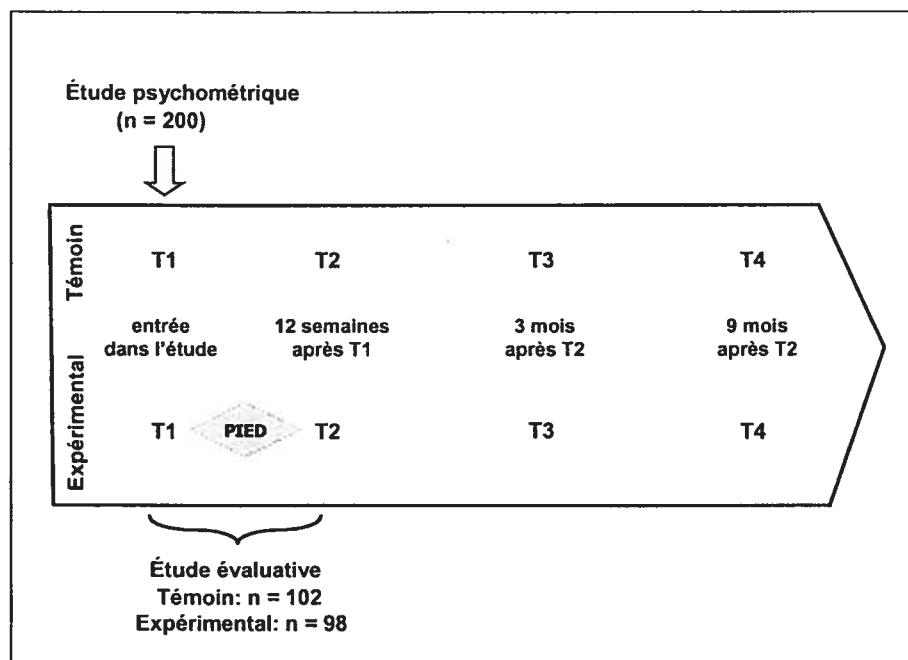 Étude psychométrique
(n = 200)
Témoin
T1 T2 T3 T4
entrée 12 semaines 3 mois 9 mois
dans l'étude après T1 après T2 après T2
Expérimental
T1 PIED T2 T3 T4
Étude évaluative
Témoin: n = 102
Expérimental: n = 98